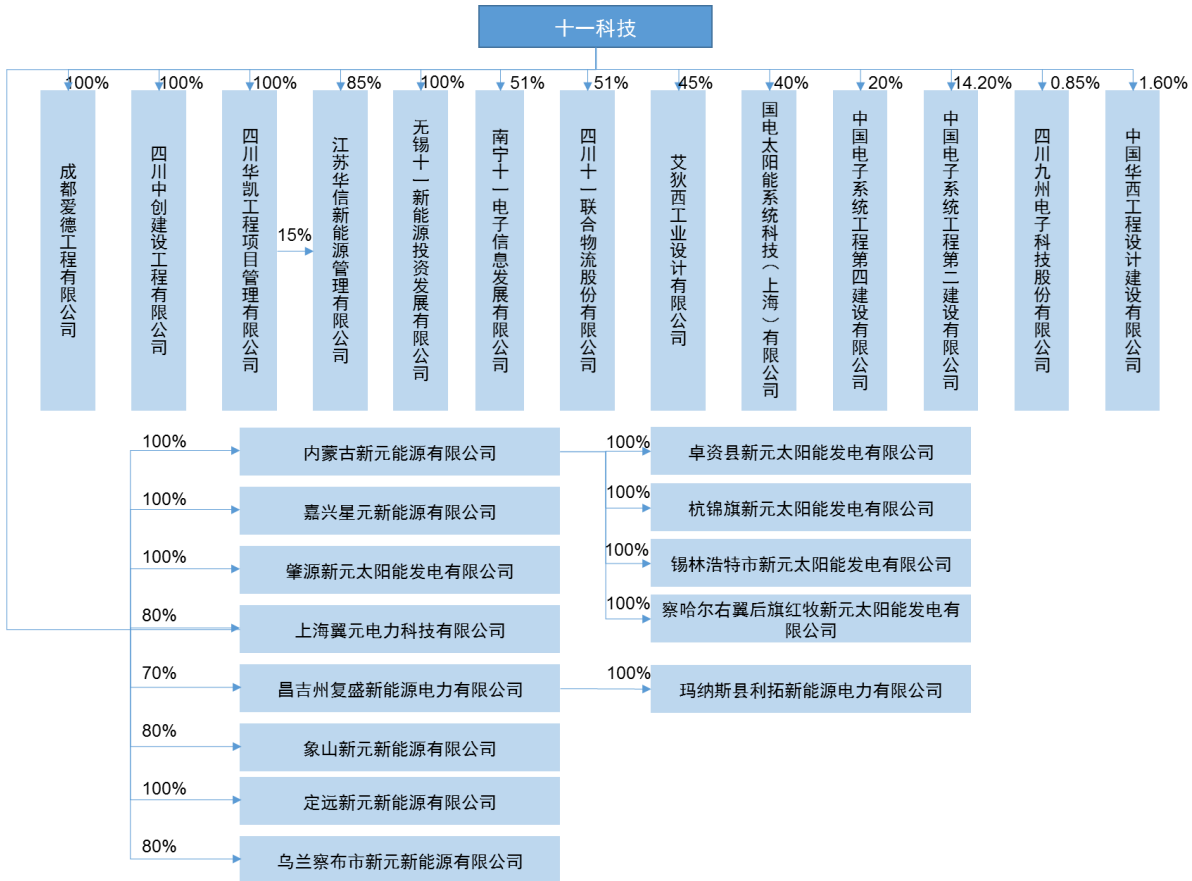 十一科技
100%
100%
100%
85%
100%
51%
51%
45%
40%
20%
14.20%
0.85%
1.60%
成都爱德工程有限公司
四川中创建设工程有限公司
四川华凯工程项目管理有限公司
15%
江苏华信新能源管理有限公司
无锡十一新能源投资发展有限公司
南宁十一电子信息发展有限公司
四川十一联合物流股份有限公司
艾狄西工业设计有限公司
国电太阳能系统科技（上海）有限公司
中国电子系统工程第四建设有限公司
中国电子系统工程第二建设有限公司
四川九州电子科技股份有限公司
中国华西工程设计建设有限公司
100%
内蒙古新元能源有限公司
100%
嘉兴星元新能源有限公司
100%
肇源新元太阳能发电有限公司
80%
上海翼元电力科技有限公司
70%
昌吉州复盛新能源电力有限公司
80%
象山新元新能源有限公司
100%
定远新元新能源有限公司
80%
乌兰察布市新元新能源有限公司
100%
卓资县新元太阳能发电有限公司
100%
杭锦旗新元太阳能发电有限公司
100%
锡林浩特市新元太阳能发电有限公司
100%
察哈尔右翼后旗红牧新元太阳能发电有
限公司
100%
玛纳斯县利拓新能源电力有限公司